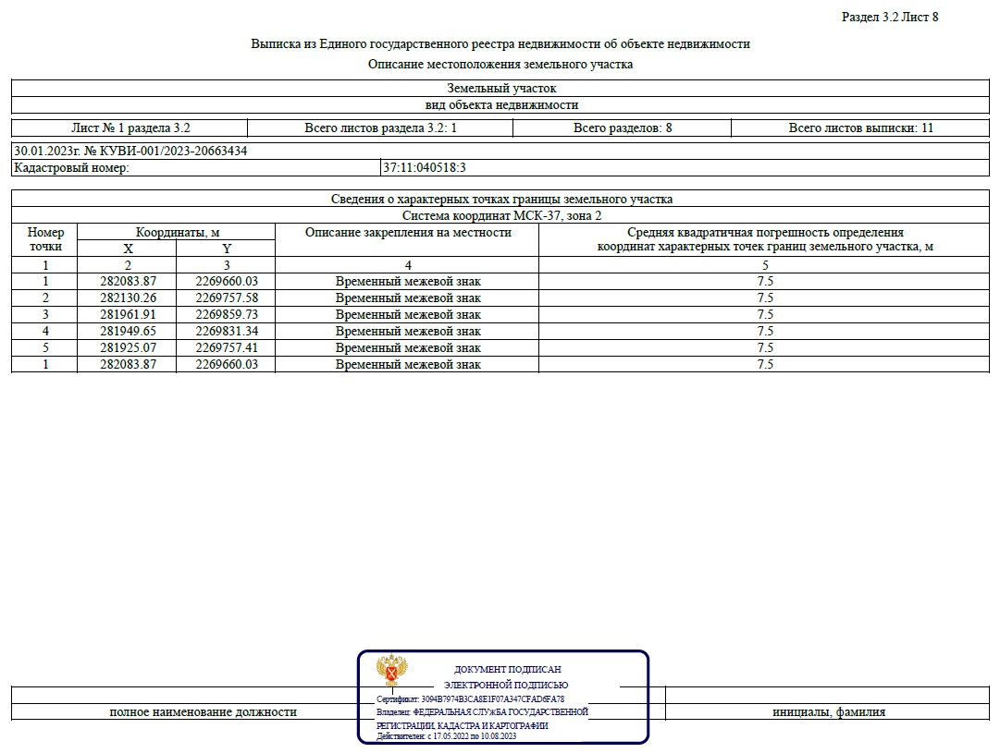 Раздел 3.2 Лист 8
Выписка из Единого государственного реестра недвижимости об объекте недвижимости
Описание местоположения земельного участка
Земельный участок
вид объекта недвижимости
Лист № 1 раздела 3.2 Всего листов раздела 3.2: 1 Всего разделов: 8 Всего листов выписки: 11
30.01.2023г. № КУВИ-001/2023-20663434
Кадастровый номер: 37:11:040518:3
Сведения о характерных точках границы земельного участка
Система координат МСК-37, зона 2
Номер точки Координаты, м Описание закрепления на местности Средняя квадратичная погрешность определения координат характерных точек границ земельного участка, м
X Y
1 2 3 4 5
1 282083.87 2269660.03 Временный межевой знак 7.5
2 282130.26 2269757.58 Временный межевой знак 7.5
3 281961.91 2269859.73 Временный межевой знак 7.5
4 281949.65 2269831.34 Временный межевой знак 7.5
5 281925.07 2269757.41 Временный межевой знак 7.5
1 282083.87 2269660.03 Временный межевой знак 7.5
ДОКУМЕНТ ПОДПИСАН
ЭЛЕКТРОННОЙ ПОДПИСЬЮ
Сертификат: 3094B7974B3CA8E1F07A347CFAD6FA78
Владелец: ФЕДЕРАЛЬНАЯ СЛУЖБА ГОСУДАРСТВЕННОЙ
РЕГИСТРАЦИИ, КАДАСТРА И КАРТОГРАФИИ
Действителен: с 17.05.2022 по 10.08.2023
полное наименование должности инициалы, фамилия